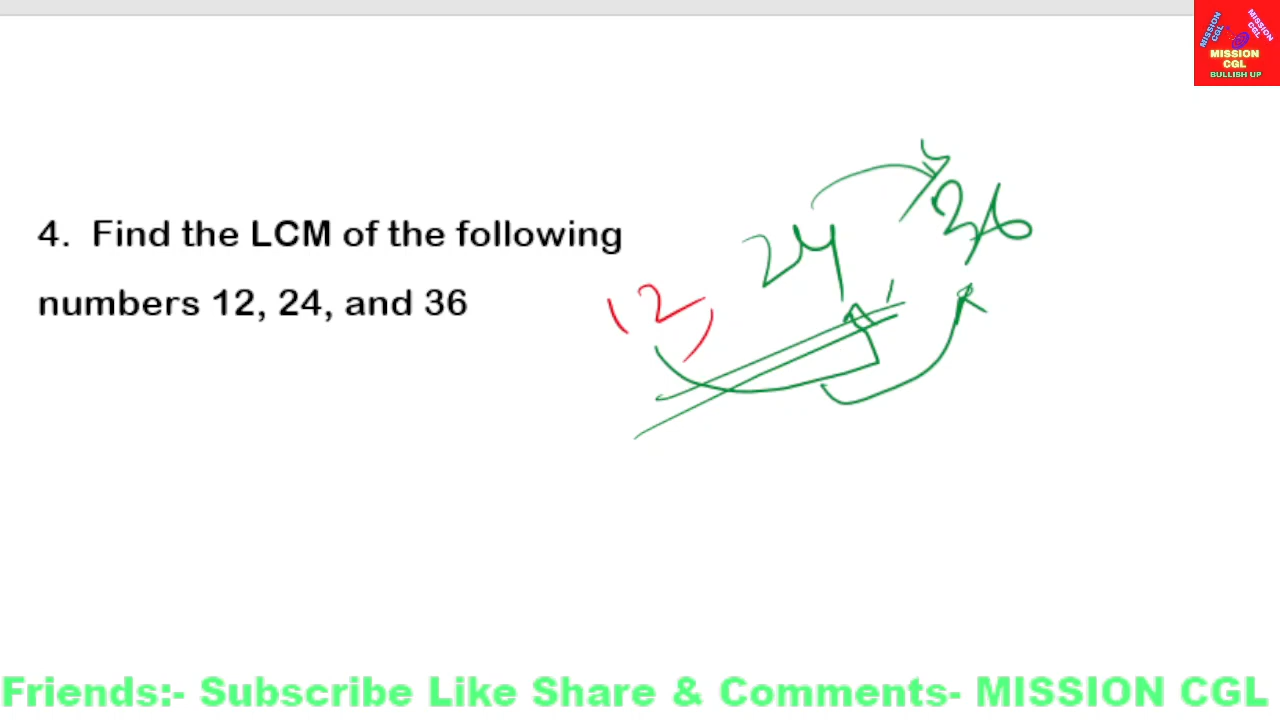 MISSION CGL
MISSION CGL
MISSION
CGL
BULLISH UP
4. Find the LCM of the following
numbers 12, 24, and 36
12, 24 36
Friends:- Subscribe Like Share & Comments- MISSION CGL